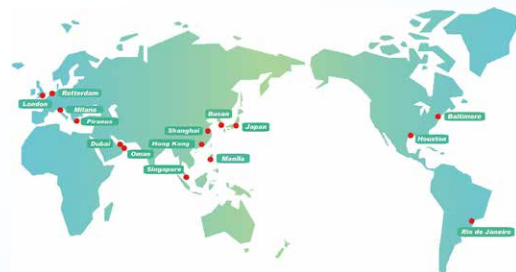 Rotterdam
London
Milano
Piraeus
Busan
Shanghai
Japan
Baltimore
Houston
Dubai
Oman
Hong Kong
Manila
Singapore
Rio de Janeiro